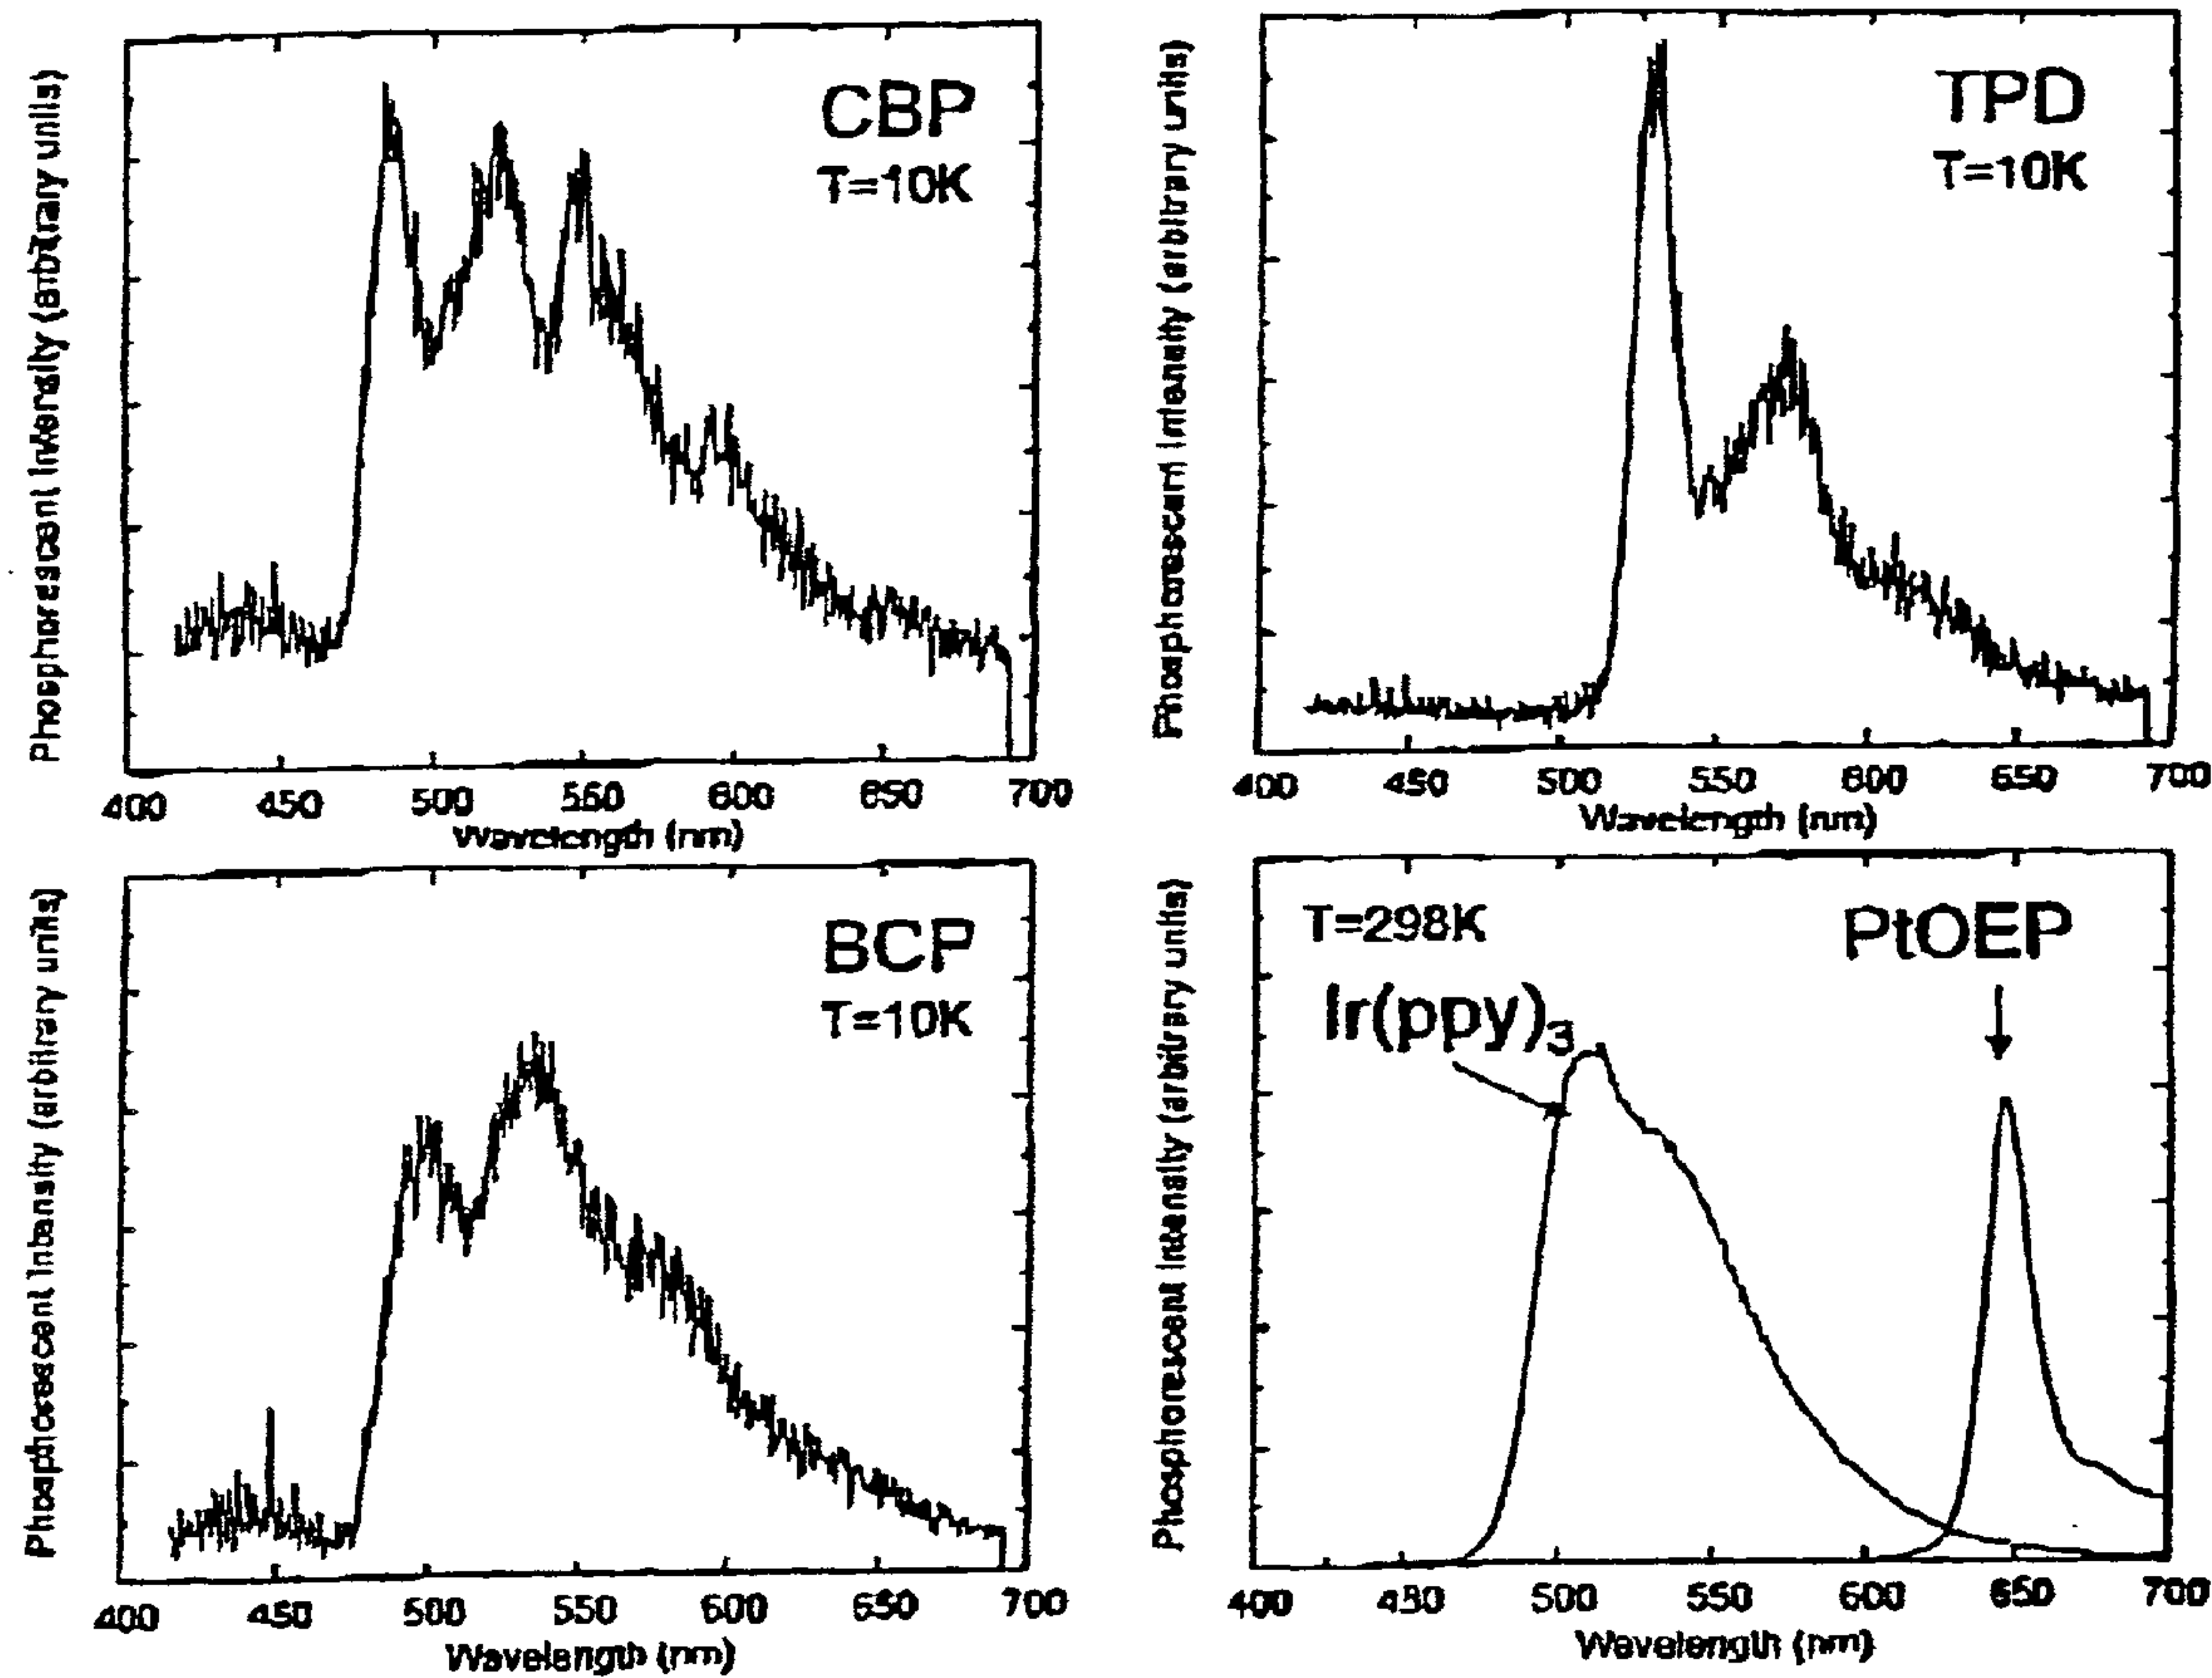 Phosphorescent Intensity (arbitrary units)
CBP
T=10K
400 450 500 550 600 650 700
Wavelength (nm)
Phosphorescent Intensity (arbitrary units)
TPD
T=10K
400 450 500 550 600 650 700
Wavelength (nm)
Phosphorescent Intensity (arbitrary units)
BCP
T=10K
400 450 500 550 600 650 700
Wavelength (nm)
Phosphorescent Intensity (arbitrary units)
T=298K
PtOEP
Ir(ppy)₃
400 450 500 550 600 650 700
Wavelength (nm)